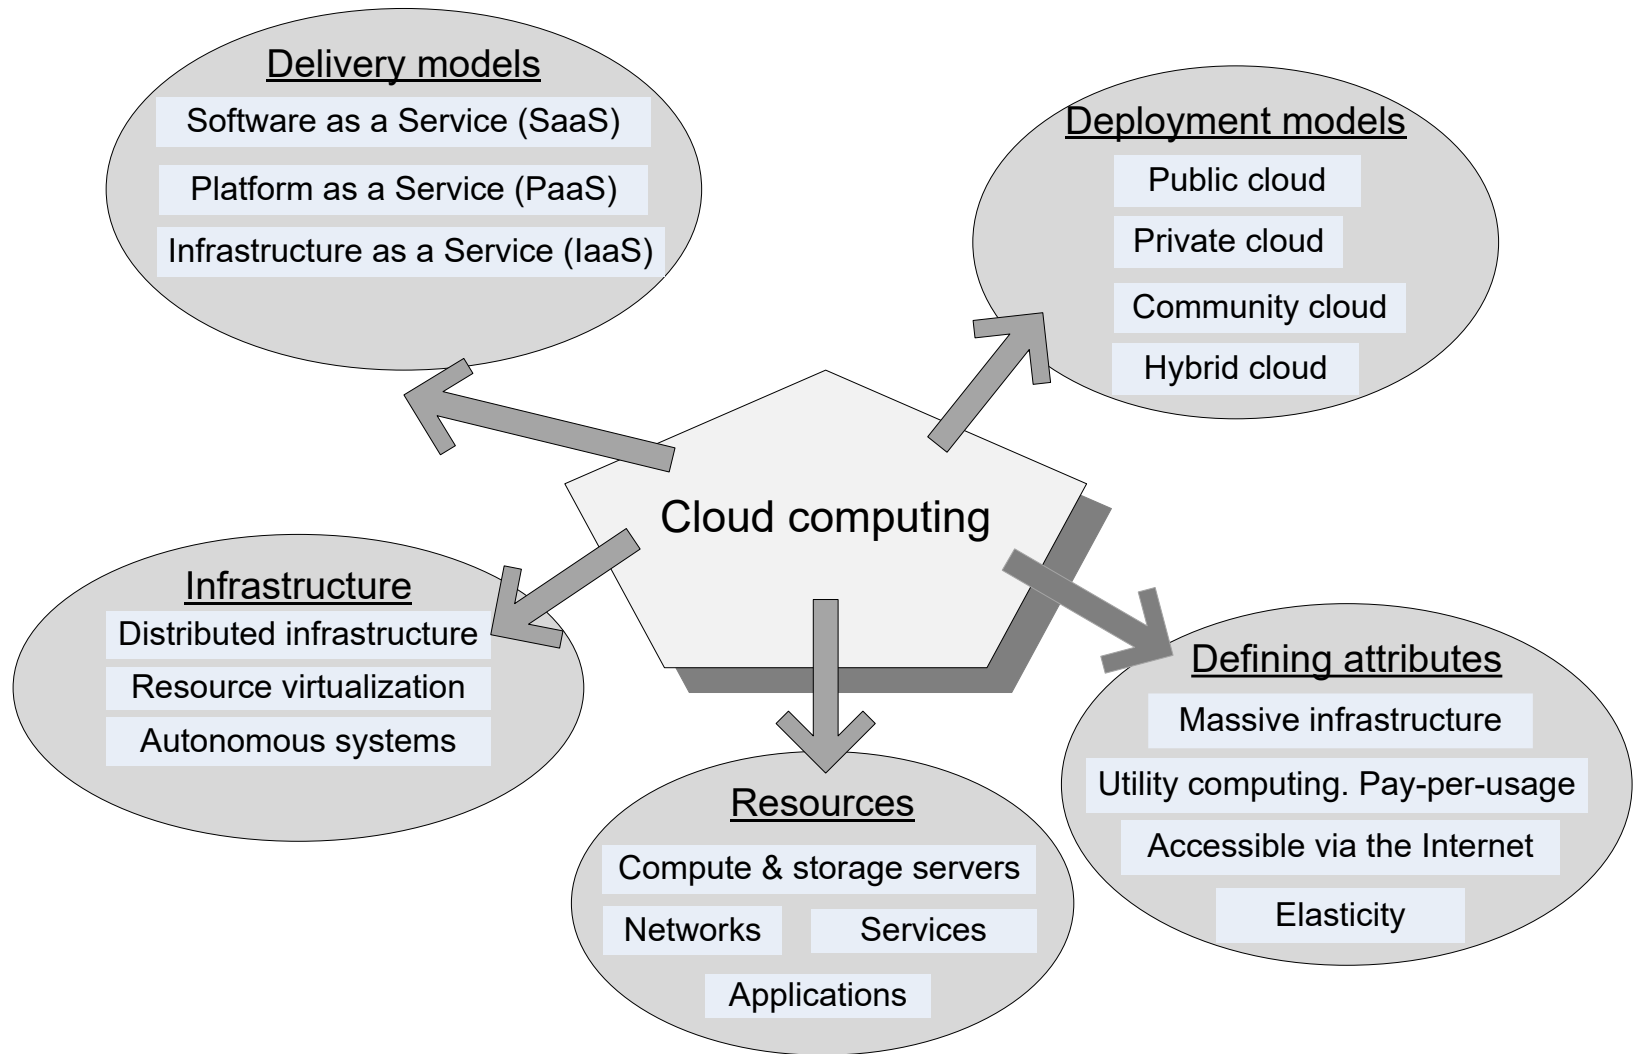 Delivery models
Software as a Service (SaaS)
Platform as a Service (PaaS)
Infrastructure as a Service (IaaS)
Deployment models
Public cloud
Private cloud
Community cloud
Hybrid cloud
Cloud computing
Infrastructure
Distributed infrastructure
Resource virtualization
Autonomous systems
Resources
Compute & storage servers
Networks
Services
Applications
Defining attributes
Massive infrastructure
Utility computing. Pay-per-usage
Accessible via the Internet
Elasticity